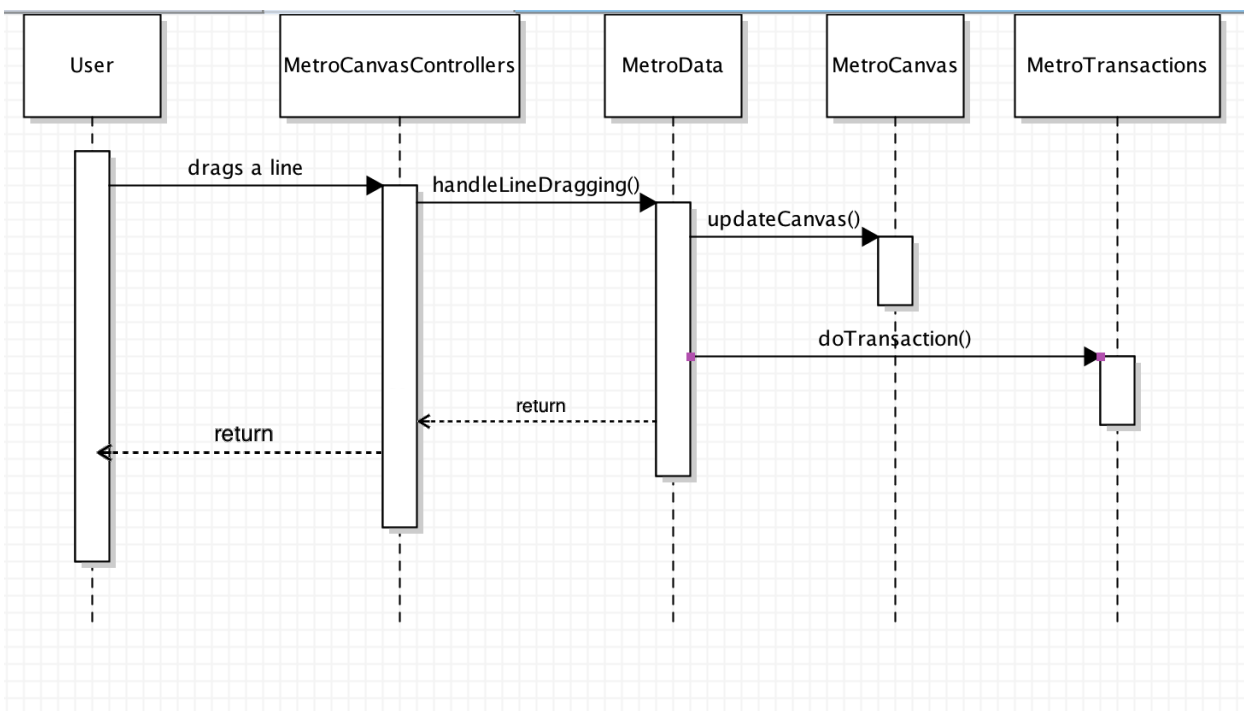 User
MetroCanvasControllers
MetroData
MetroCanvas
MetroTransactions
drags a line
handleLineDragging()
updateCanvas()
doTransaction()
return
return